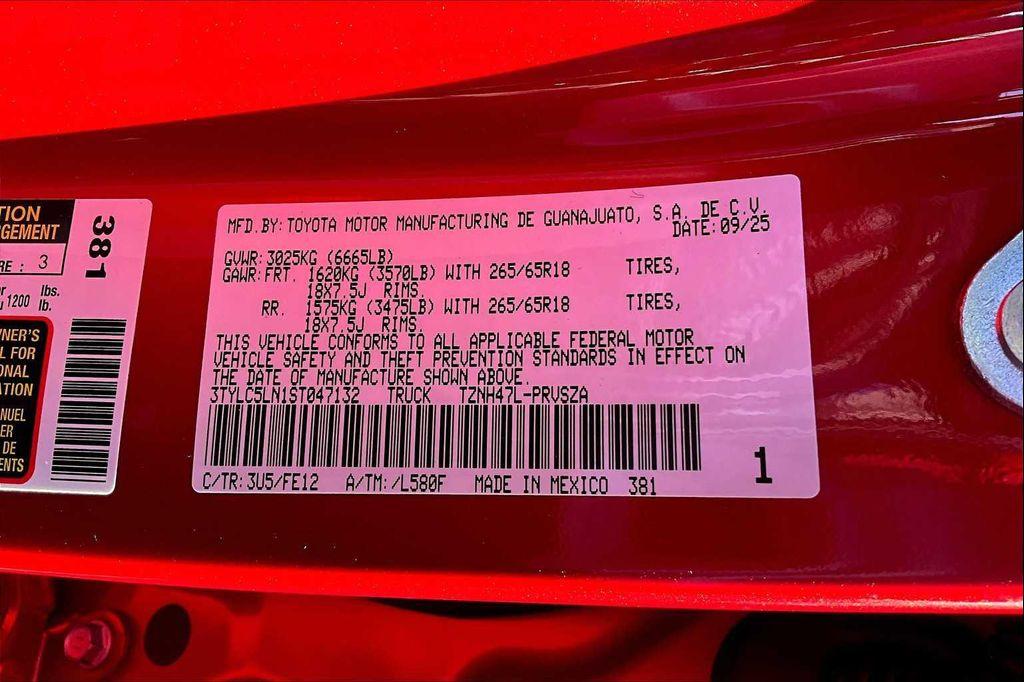 TION
GEMENT
RE : 3
1200 lbs.
lb.
NER'S
L FOR
ONAL
ATION
NUEL
ER
DE
ENTS
381
MFD.BY:TOYOTA MOTOR MANUFACTURING DE GUANAJUATO, S.A. DE C.V.
DATE:09/25
GVWR:3025KG (6665LB)
GAWR:FRT. 1620KG (3570LB) WITH 265/65R18 TIRES,
18X7.5J RIMS.
RR. 1575KG (3475LB) WITH 265/65R18 TIRES,
18X7.5J RIMS.
THIS VEHICLE CONFORMS TO ALL APPLICABLE FEDERAL MOTOR
VEHICLE SAFETY AND THEFT PREVENTION STANDARDS IN EFFECT ON
THE DATE OF MANUFACTURE SHOWN ABOVE.
3TYLC5LN1ST047132 TRUCK TZNH47L-PRVSZA
C/TR:3U5/FE12 A/TM:/L580F MADE IN MEXICO 381
1